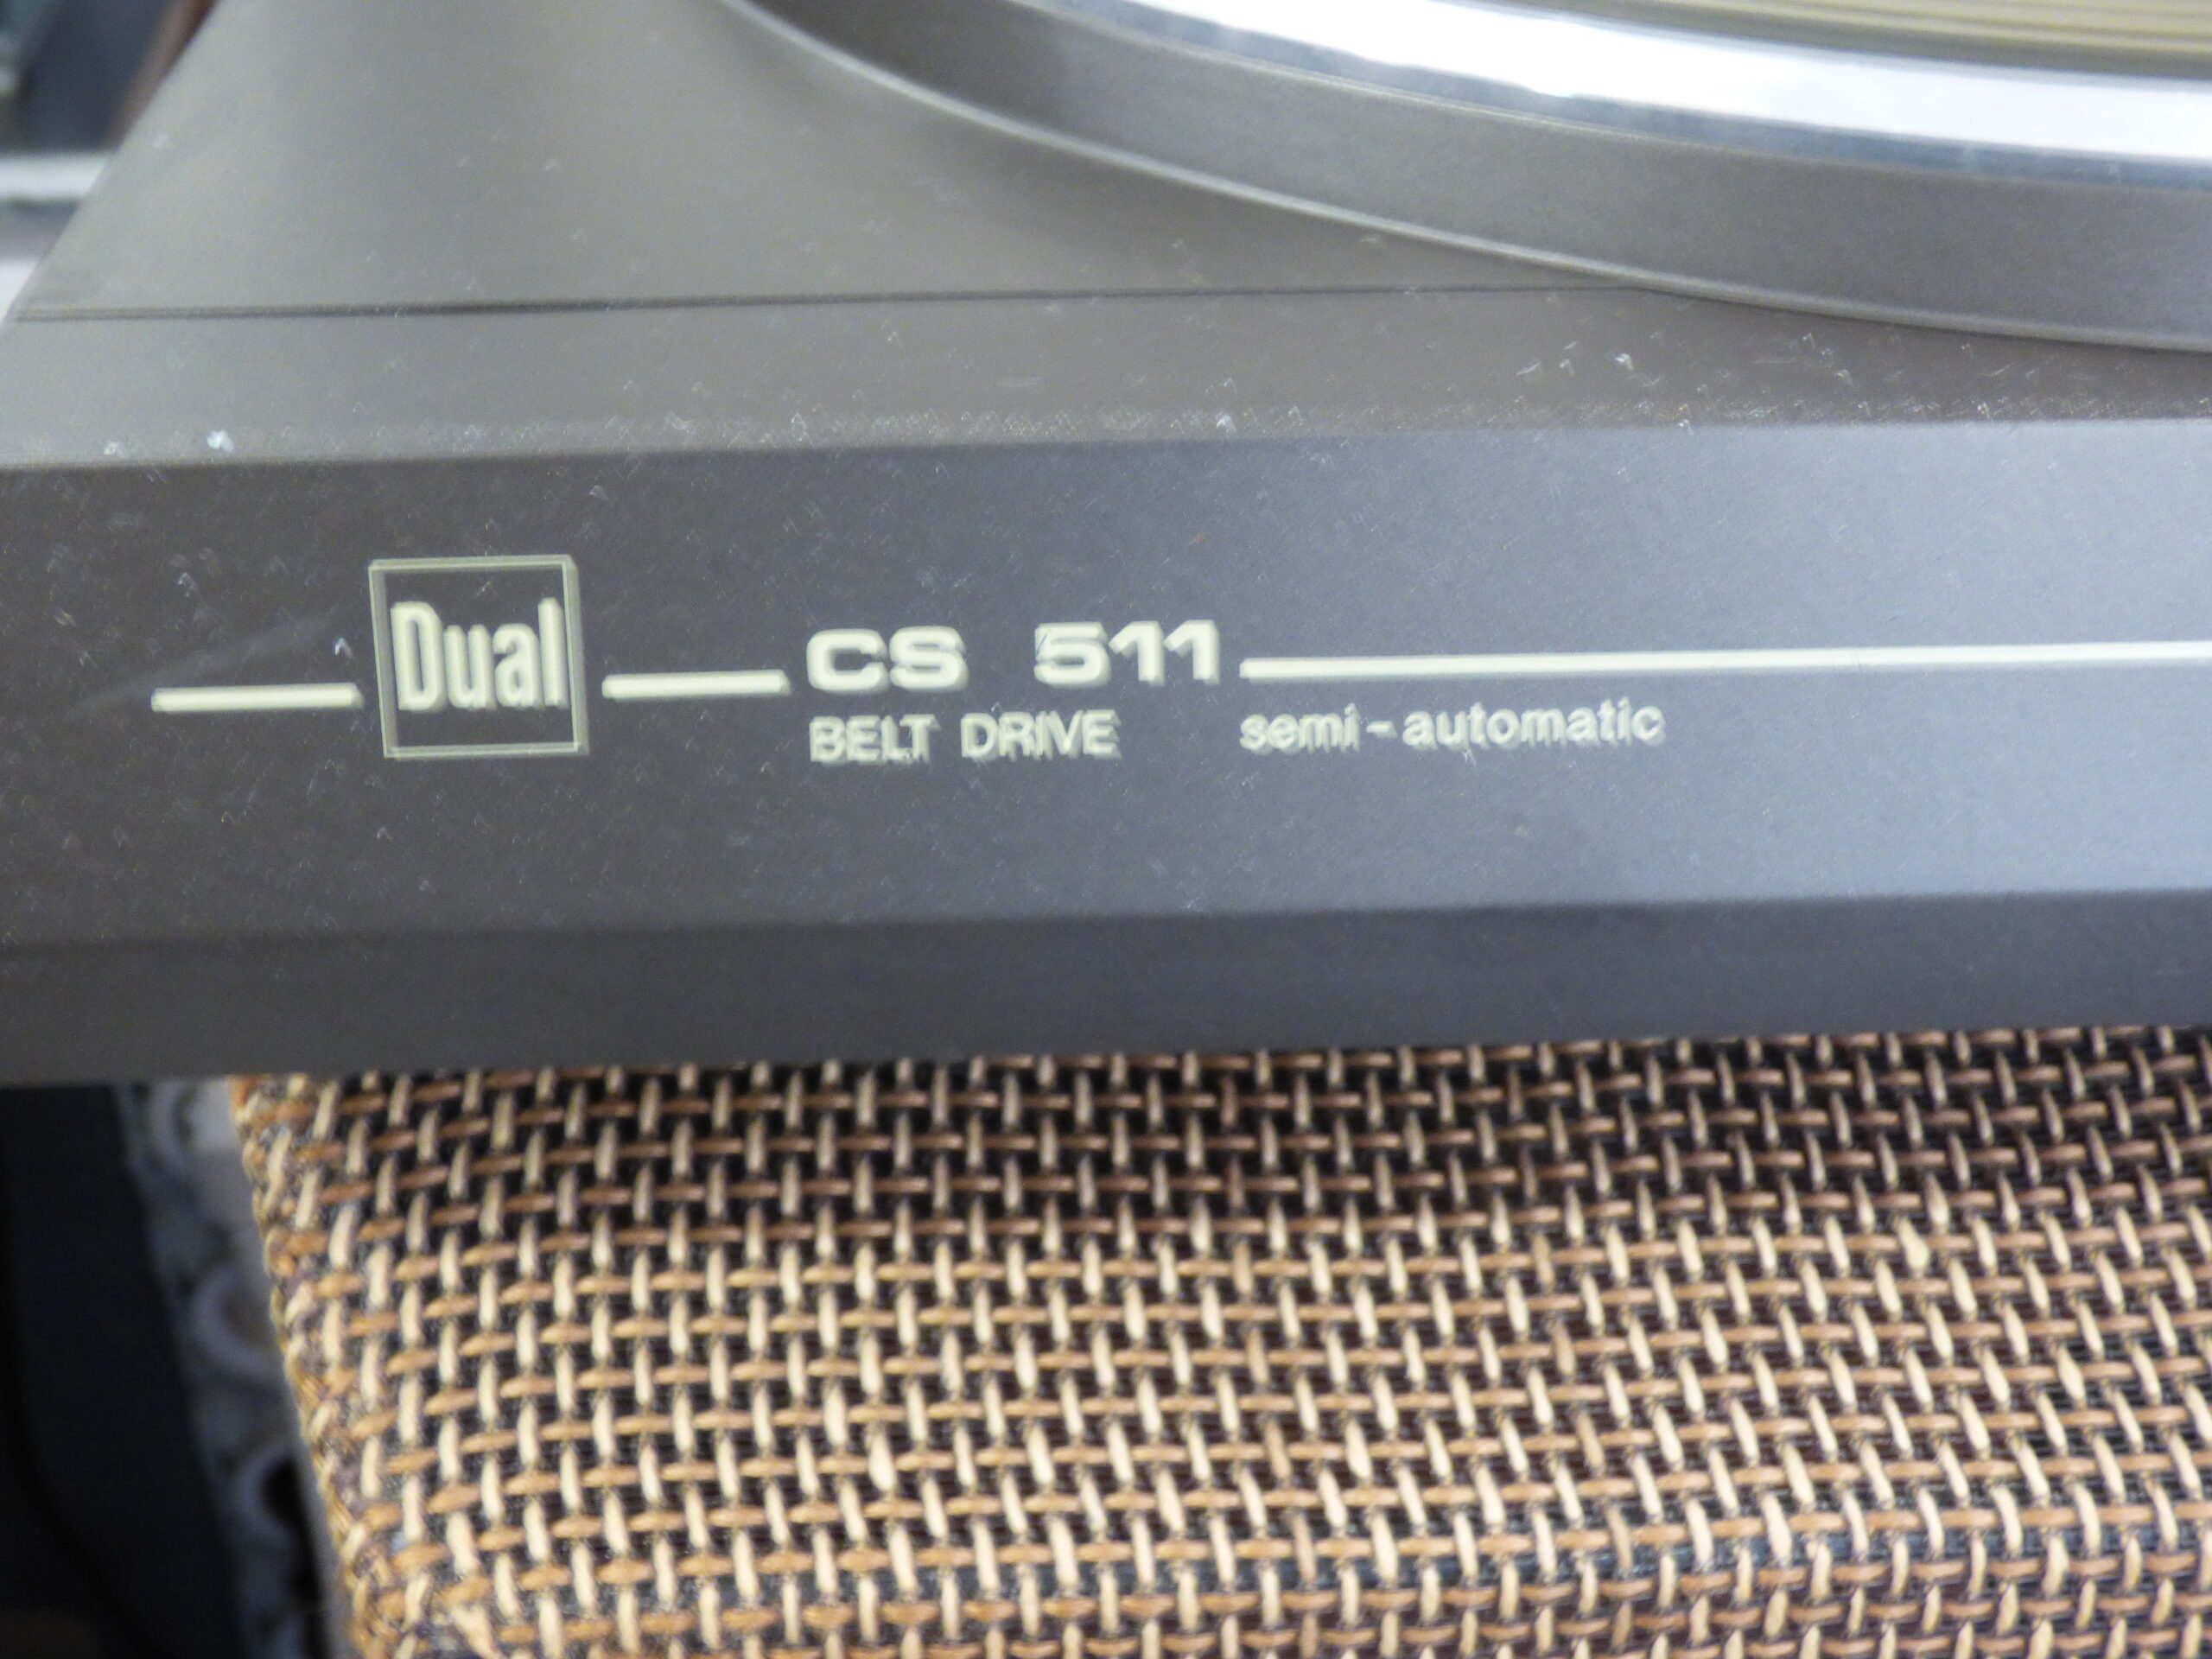 Dual CS 511
BELT DRIVE semi-automatic